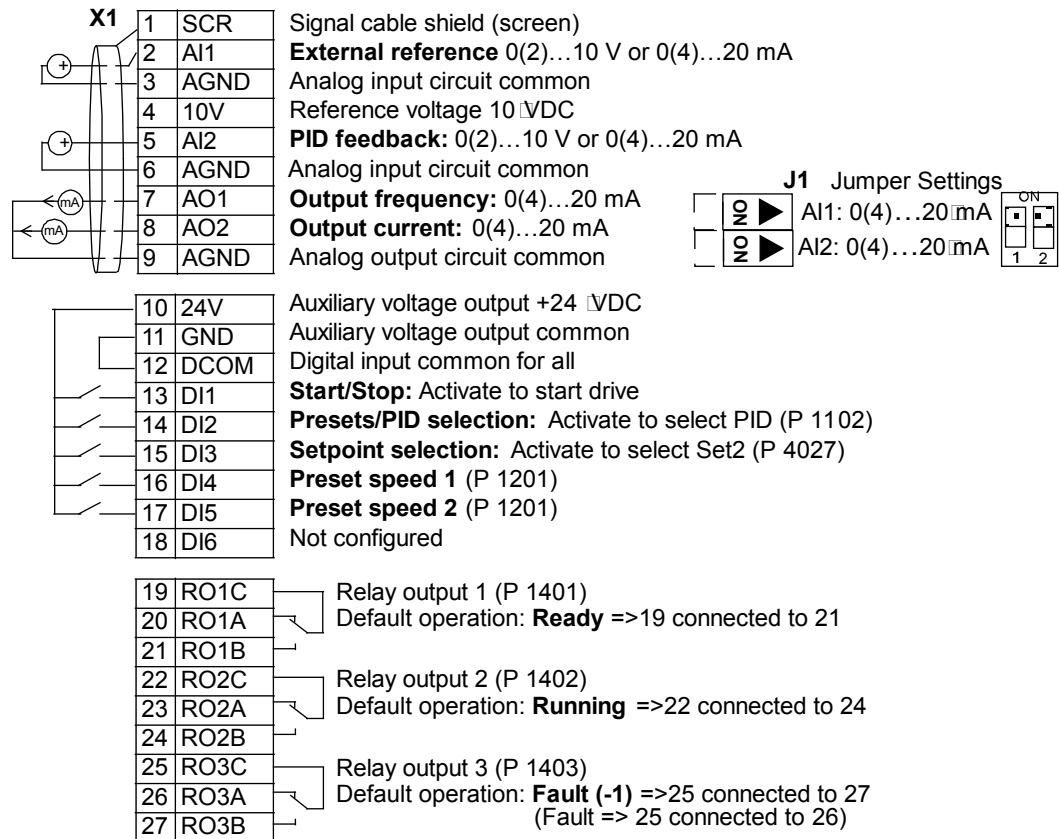 X1
1 SCR Signal cable shield (screen)
2 AI1 External reference 0(2)…10 V or 0(4)…20 mA
3 AGND Analog input circuit common
4 10V Reference voltage 10 VDC
5 AI2 PID feedback: 0(2)…10 V or 0(4)…20 mA
6 AGND Analog input circuit common
7 AO1 Output frequency: 0(4)…20 mA
8 AO2 Output current: 0(4)…20 mA
9 AGND Analog output circuit common
+
+
mA
mA
J1 Jumper Settings
ON AI1: 0(4)…20 mA
ON AI2: 0(4)…20 mA
ON
1 2
10 24V Auxiliary voltage output +24 VDC
11 GND Auxiliary voltage output common
12 DCOM Digital input common for all
13 DI1 Start/Stop: Activate to start drive
14 DI2 Presets/PID selection: Activate to select PID (P 1102)
15 DI3 Setpoint selection: Activate to select Set2 (P 4027)
16 DI4 Preset speed 1 (P 1201)
17 DI5 Preset speed 2 (P 1201)
18 DI6 Not configured
19 RO1C Relay output 1 (P 1401)
20 RO1A Default operation: Ready =>19 connected to 21
21 RO1B
22 RO2C Relay output 2 (P 1402)
23 RO2A Default operation: Running =>22 connected to 24
24 RO2B
25 RO3C Relay output 3 (P 1403)
26 RO3A Default operation: Fault (-1) =>25 connected to 27
27 RO3B (Fault => 25 connected to 26)